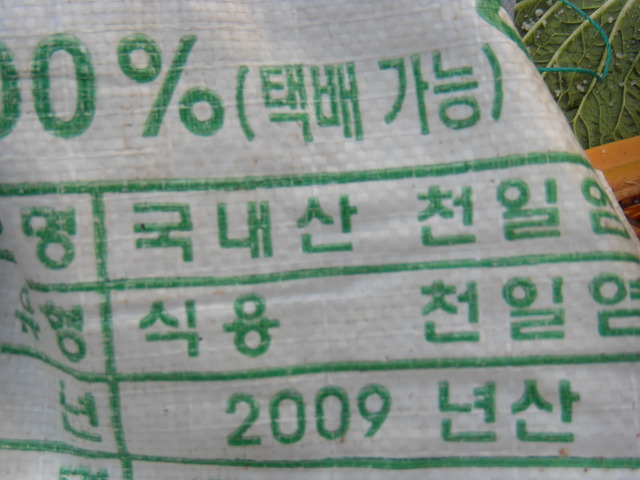 00%(택배 가능)
명 국내산 천일염
식용 천일염
2009 년산